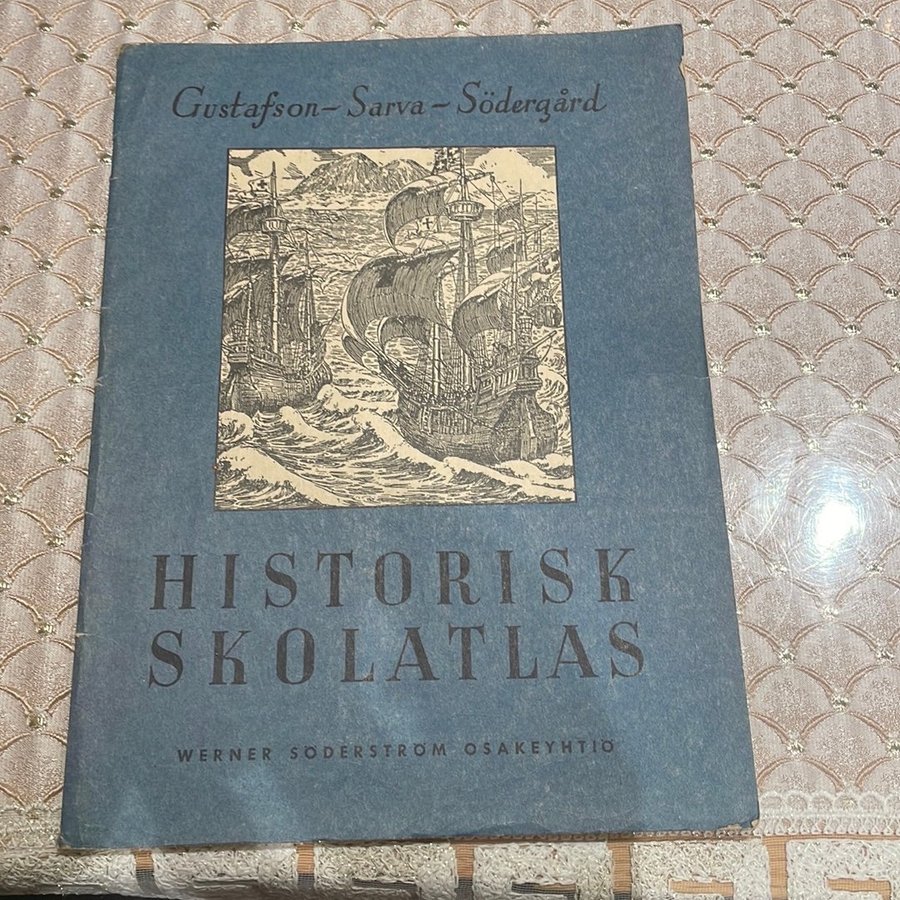 Gustafson – Sarva – Södergård
HISTORISK
SKOLATLAS
WERNER SÖDERSTRÖM OSAKEYHTIÖ